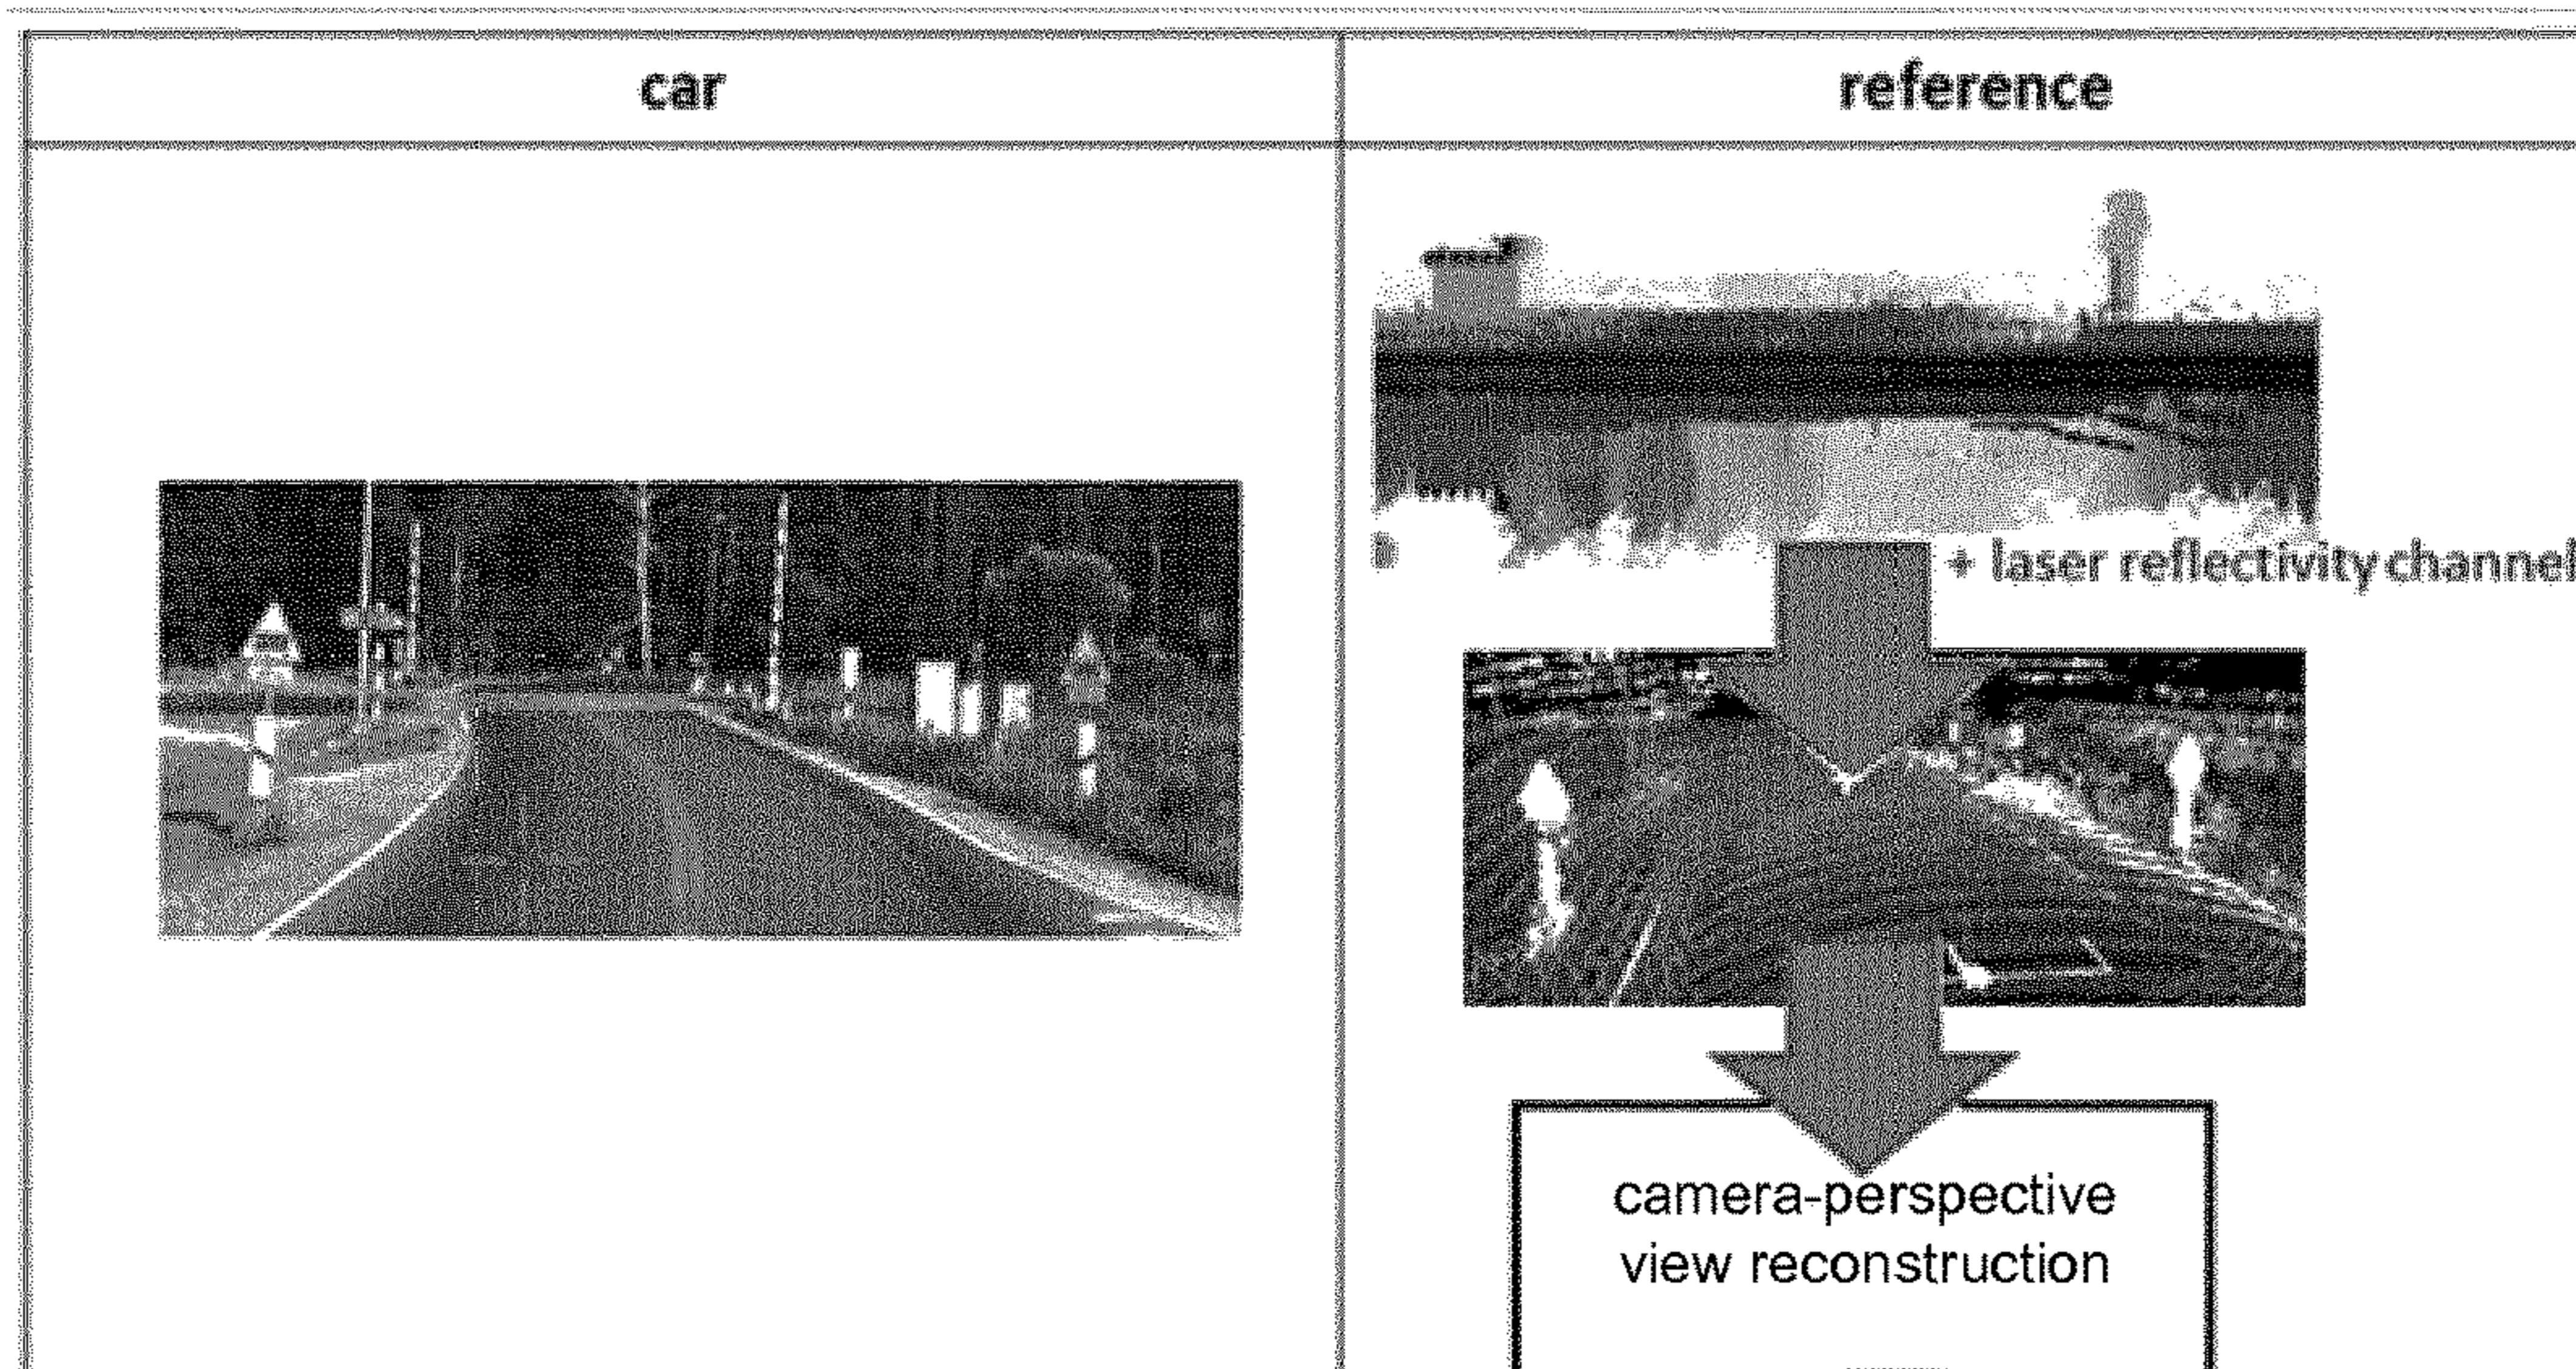 car
reference
+ laser reflectivity channel
camera-perspective
view reconstruction